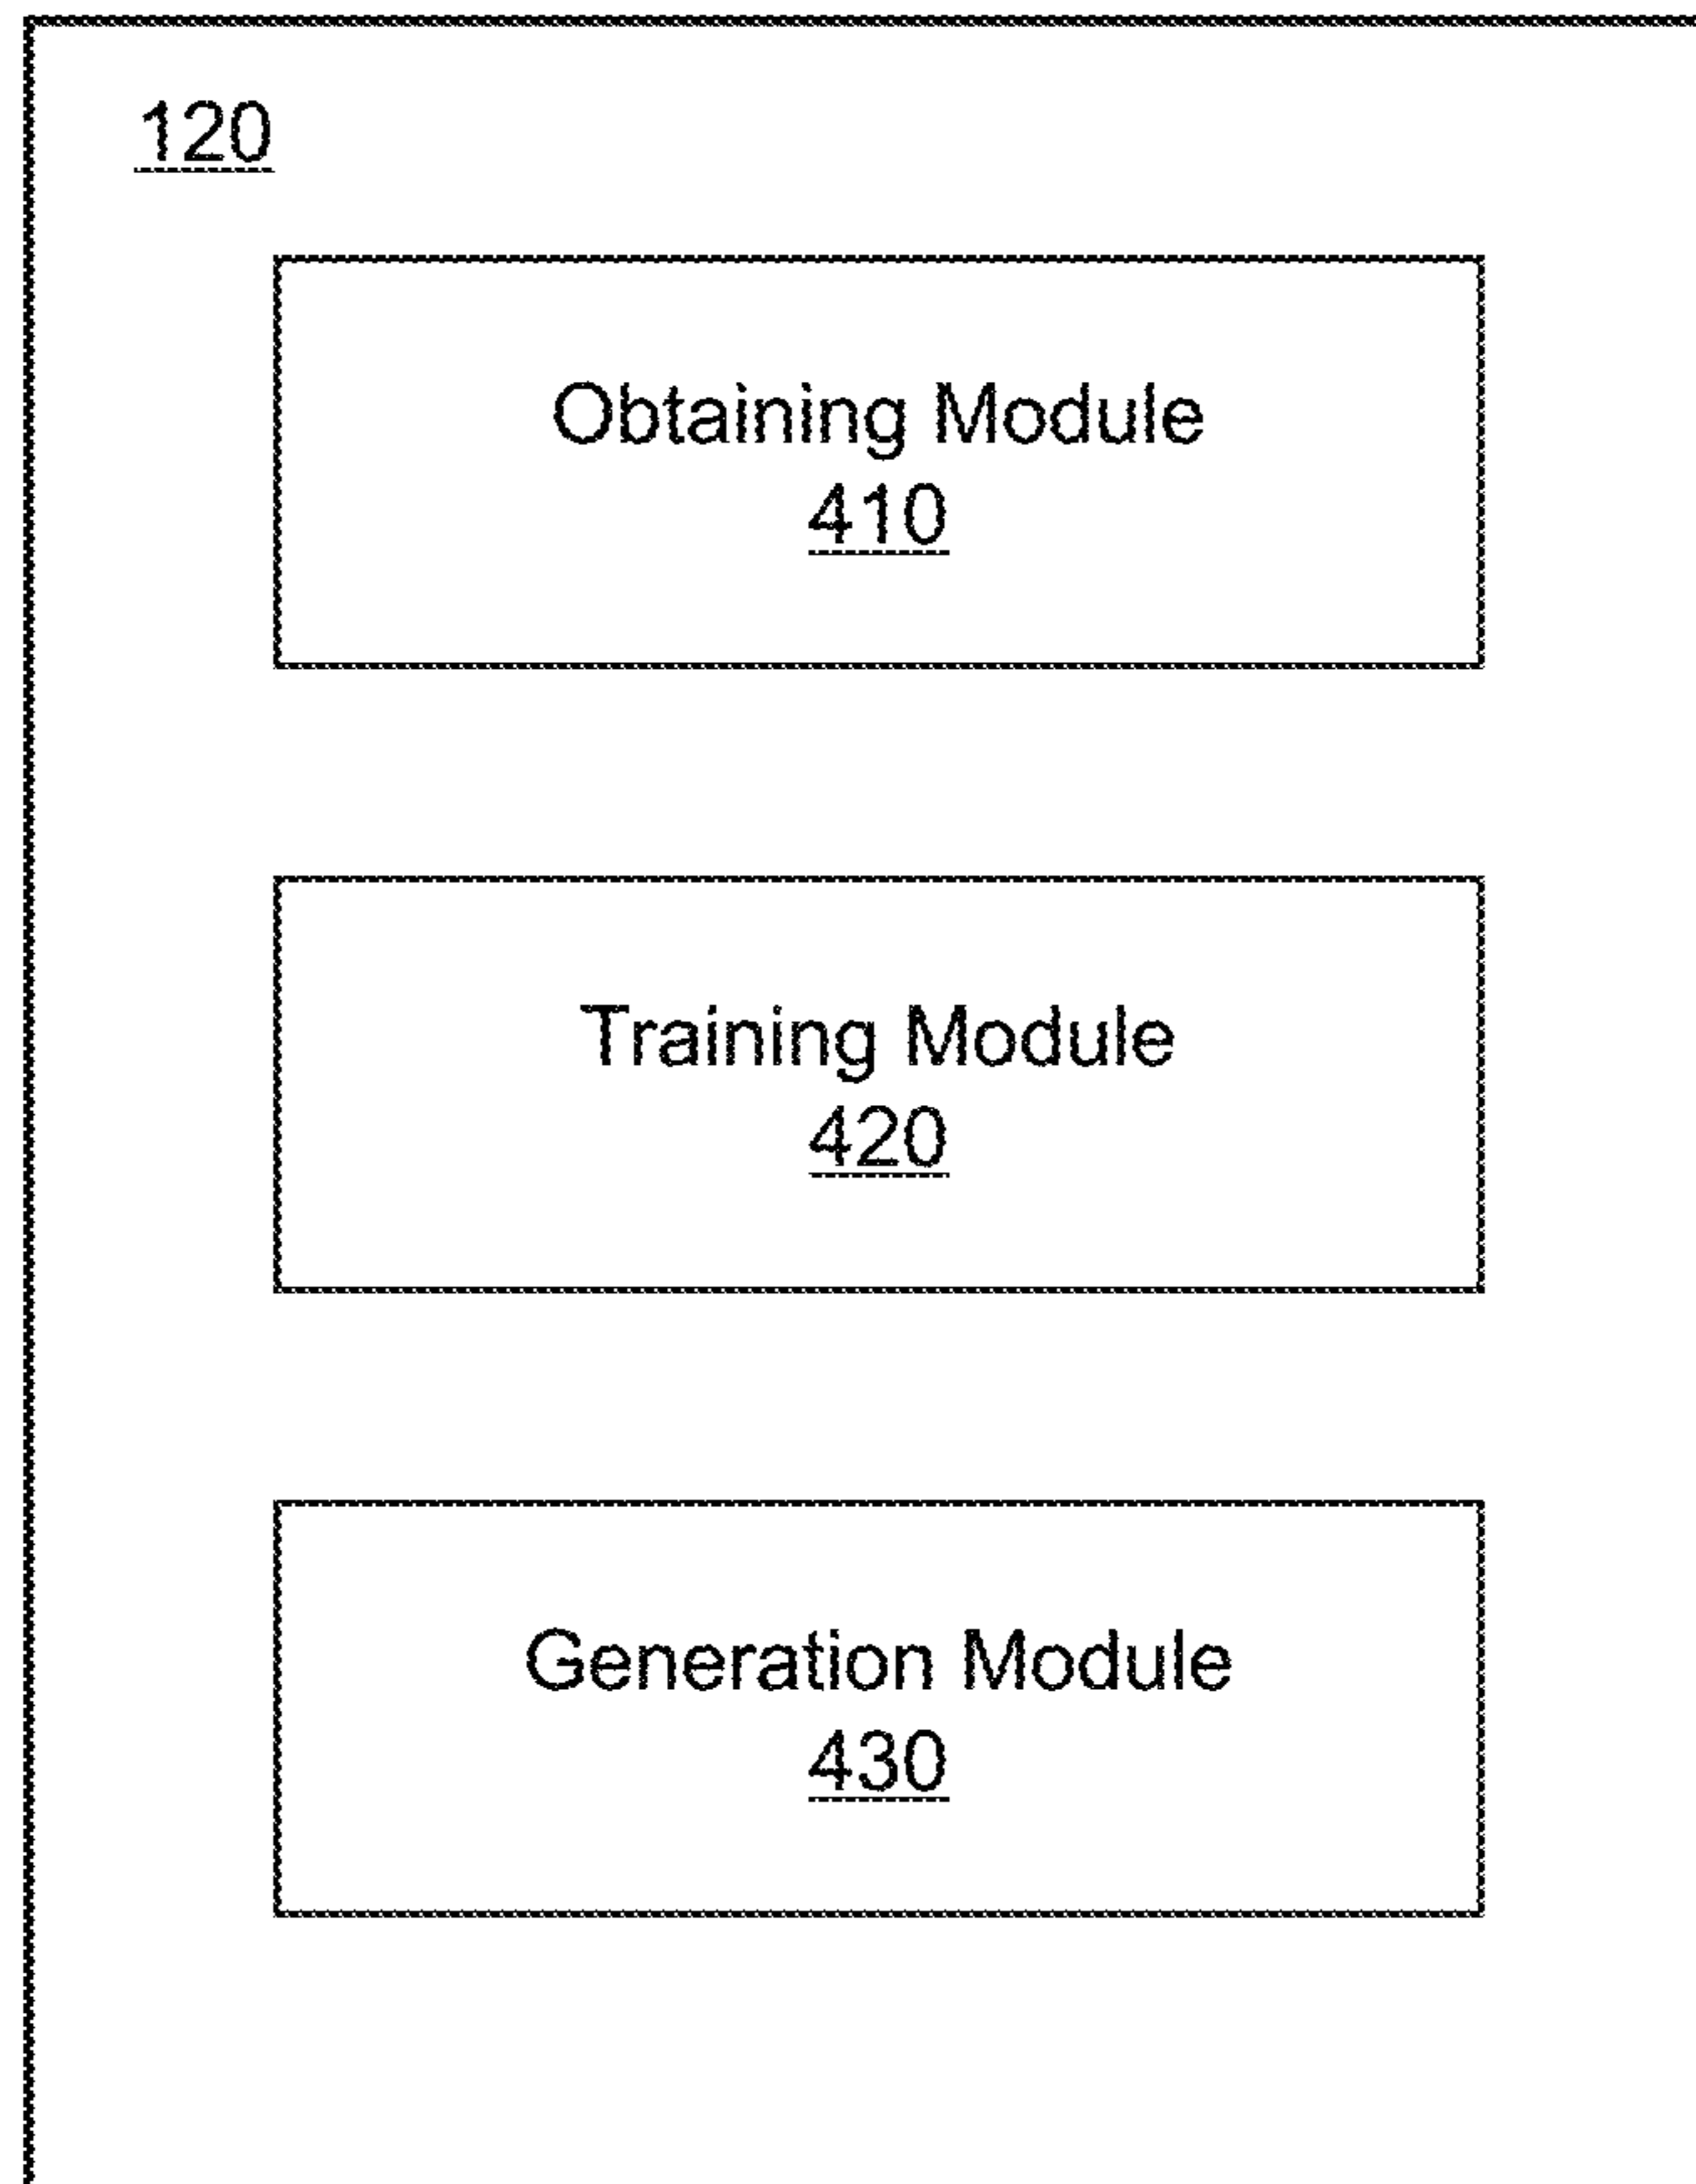 120
Obtaining Module
410
Training Module
420
Generation Module
430